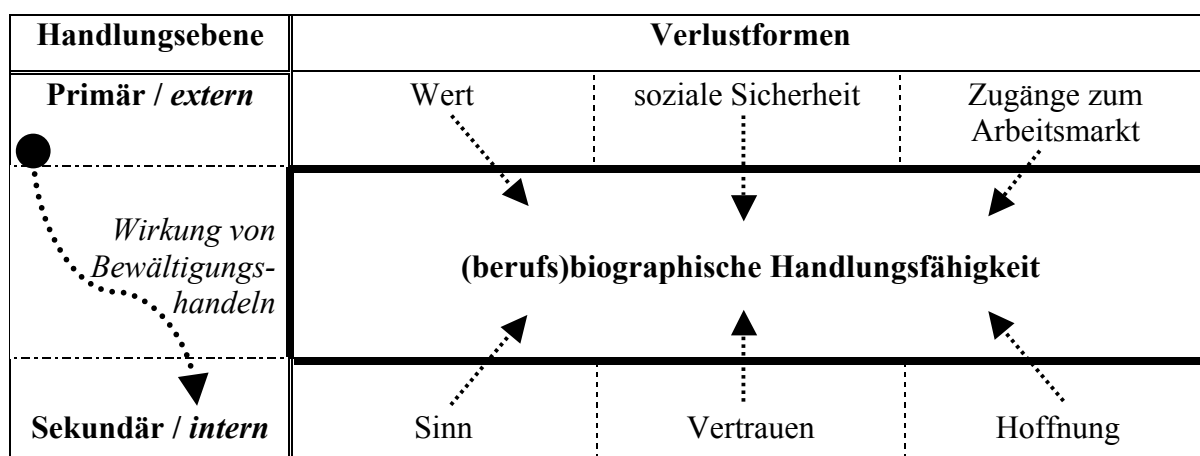 Handlungsebene Verlustformen
Primär / extern Wert soziale Sicherheit Zugänge zum
Arbeitsmarkt
Wirkung von
Bewältigungs-
handeln
(berufs)biographische Handlungsfähigkeit
Sekundär / intern Sinn Vertrauen Hoffnung